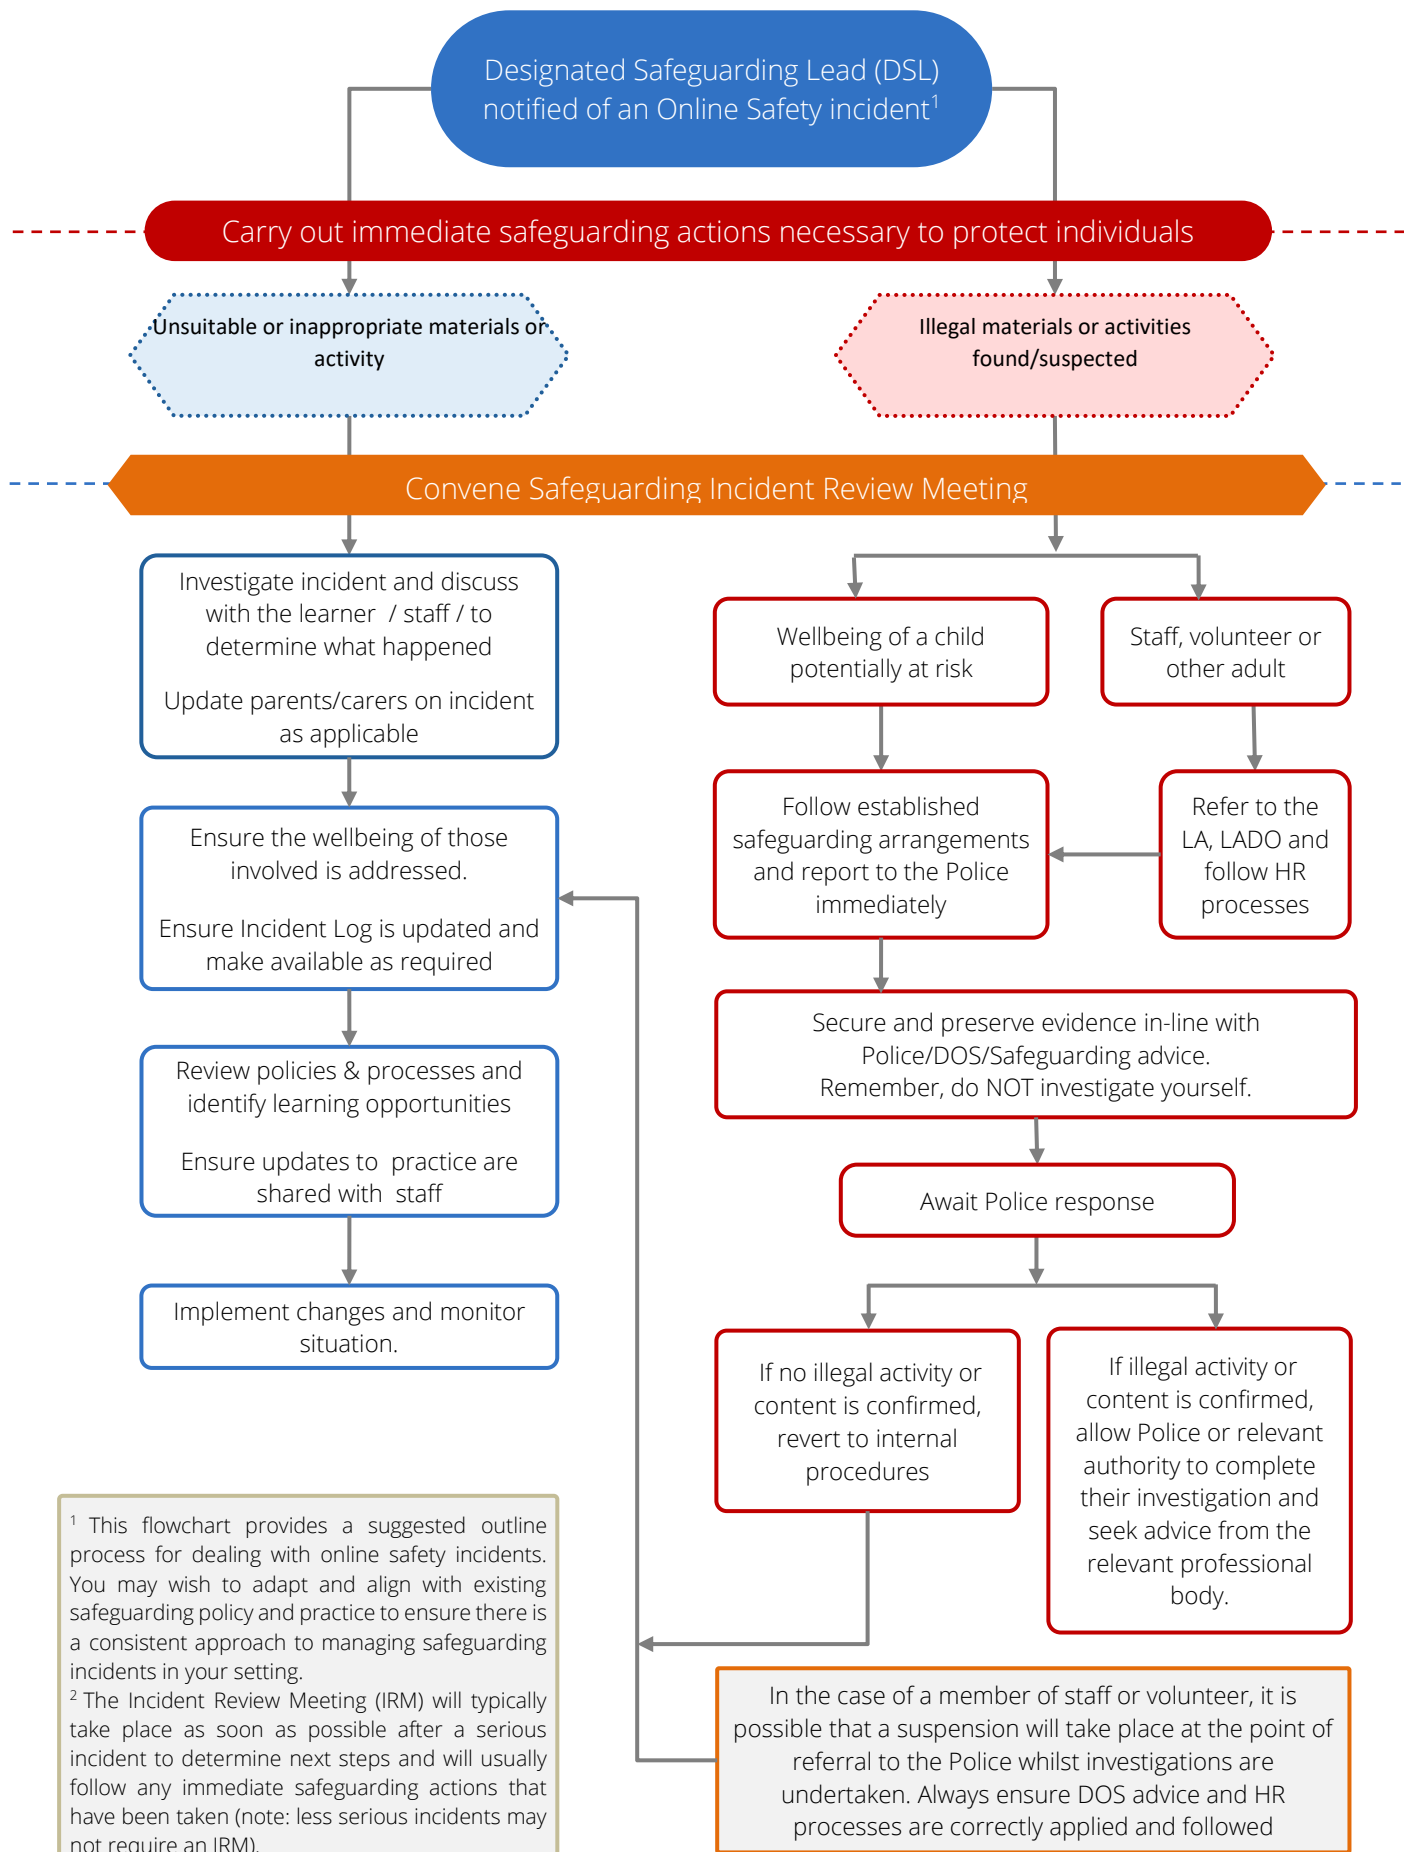 Designated Safeguarding Lead (DSL)
notified of an Online Safety incident1
Carry out immediate safeguarding actions necessary to protect individuals
Unsuitable or inappropriate materials or
activity
Illegal materials or activities
found/suspected
Convene Safeguarding Incident Review Meeting
Investigate incident and discuss
with the learner / staff / to
determine what happened
Update parents/carers on incident
as applicable
Ensure the wellbeing of those
involved is addressed.
Ensure Incident Log is updated and
make available as required
Review policies & processes and
identify learning opportunities
Ensure updates to practice are
shared with staff
Implement changes and monitor
situation.
Wellbeing of a child
potentially at risk
Staff, volunteer or
other adult
Follow established
safeguarding arrangements
and report to the Police
immediately
Refer to the
LA, LADO and
follow HR
processes
Secure and preserve evidence in-line with
Police/DOS/Safeguarding advice.
Remember, do NOT investigate yourself.
Await Police response
If no illegal activity or
content is confirmed,
revert to internal
procedures
If illegal activity or
content is confirmed,
allow Police or relevant
authority to complete
their investigation and
seek advice from the
relevant professional
body.
1 This flowchart provides a suggested outline
process for dealing with online safety incidents.
You may wish to adapt and align with existing
safeguarding policy and practice to ensure there is
a consistent approach to managing safeguarding
incidents in your setting.
2 The Incident Review Meeting (IRM) will typically
take place as soon as possible after a serious
incident to determine next steps and will usually
follow any immediate safeguarding actions that
have been taken (note: less serious incidents may
not require an IRM).
In the case of a member of staff or volunteer, it is
possible that a suspension will take place at the point of
referral to the Police whilst investigations are
undertaken. Always ensure DOS advice and HR
processes are correctly applied and followed